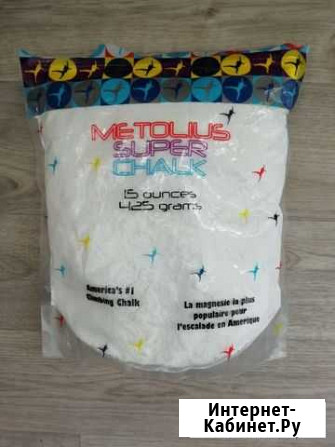 METOLIUS
SUPER
CHALK
15 ounces
425 grams
America's #1
Climbing Chalk
La magnesie la plus
populaire pour
l'escalade en Amerique
Интернет-
Кабинет.Ру